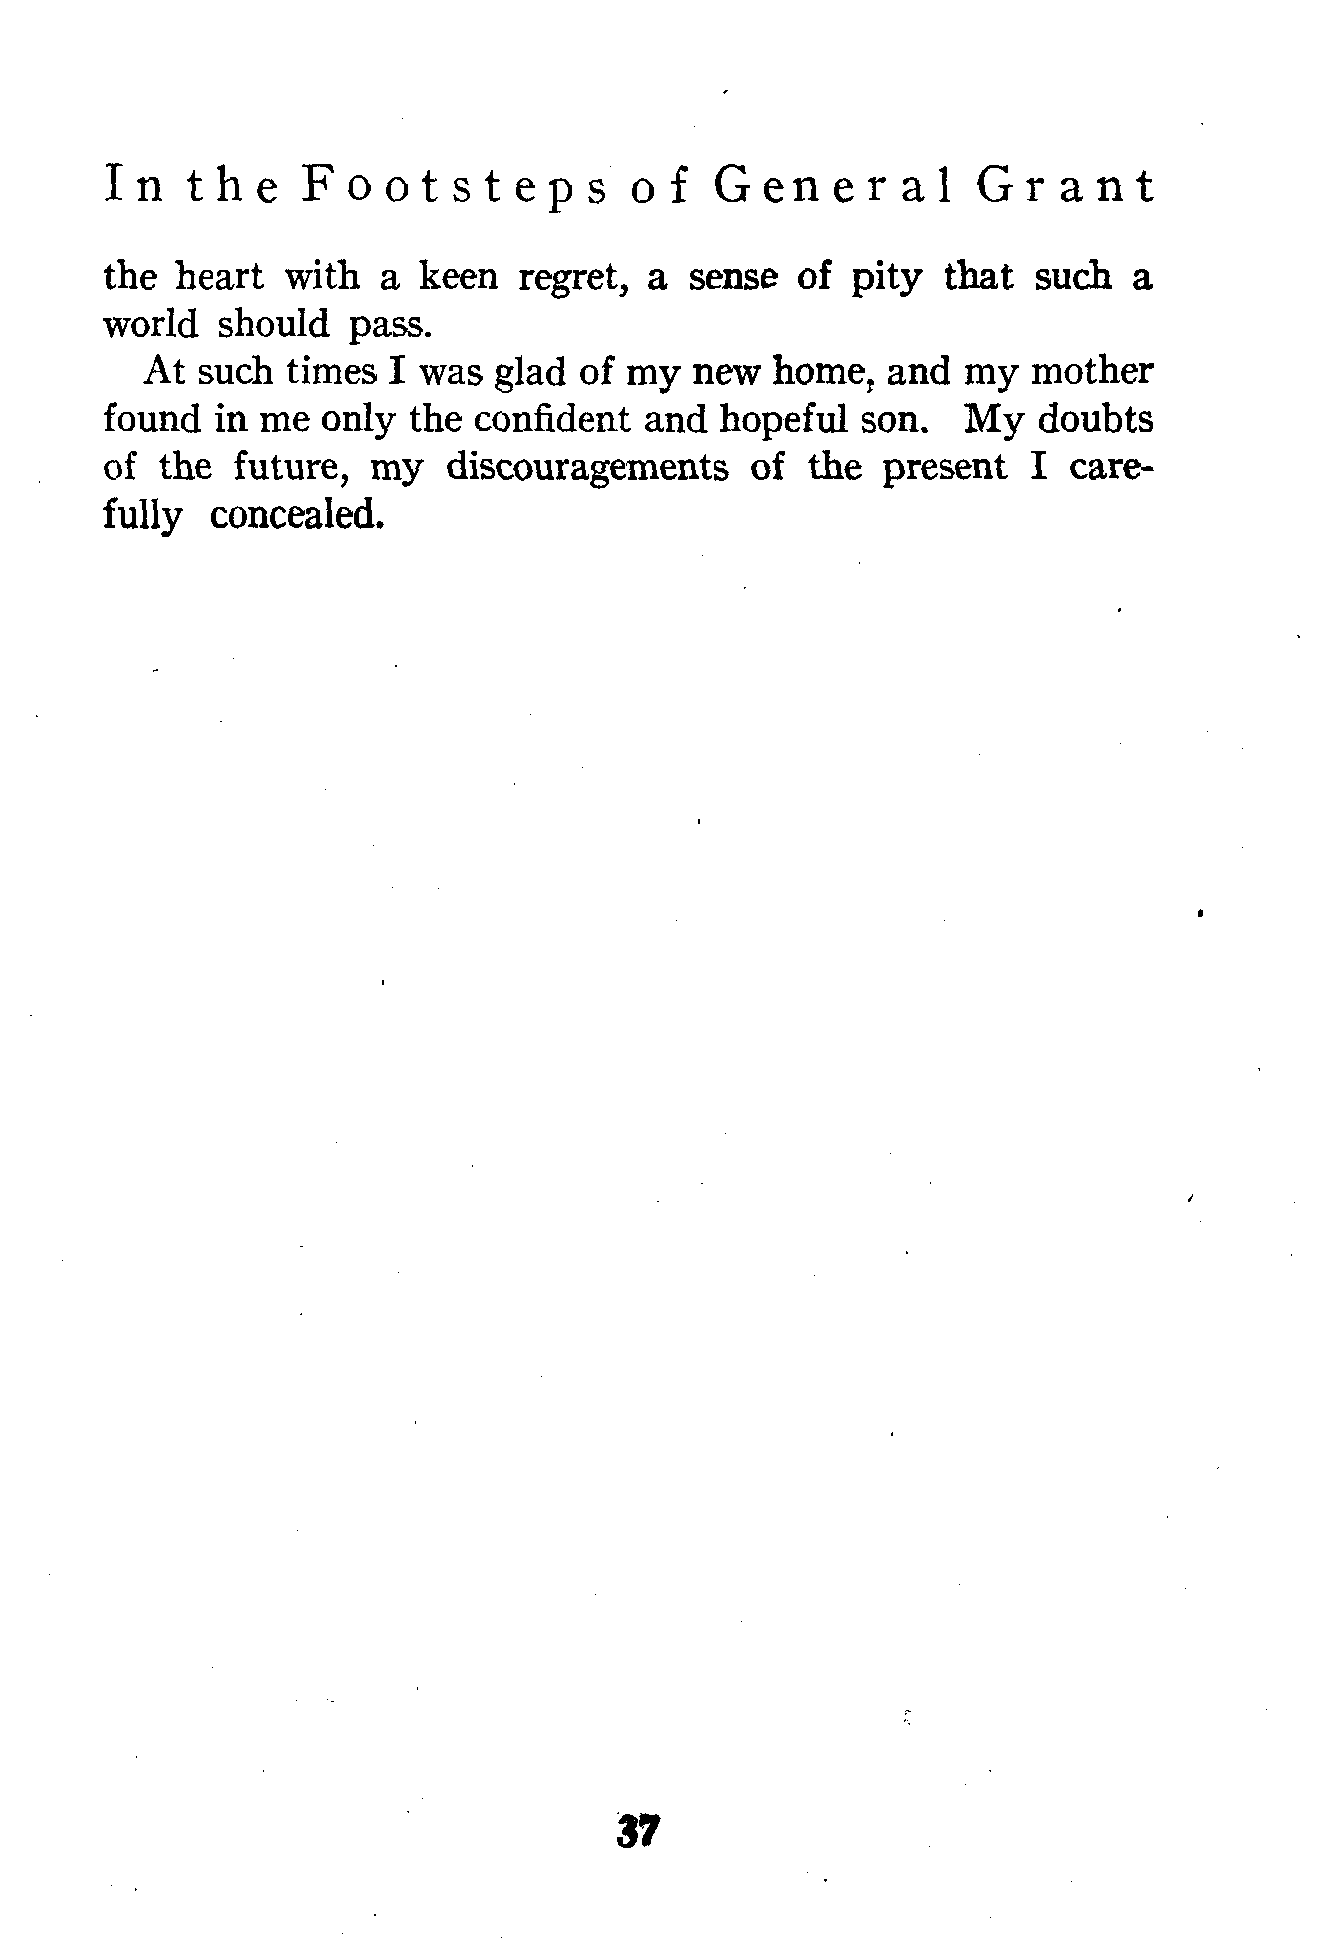 In the Footsteps of General Grant
the heart with a keen regret, a sense of pity that such a
world should pass.
At such times I was glad of my new home, and my mother
found in me only the confident and hopeful son. My doubts
of the future, my discouragements of the present I care-
fully concealed.
37